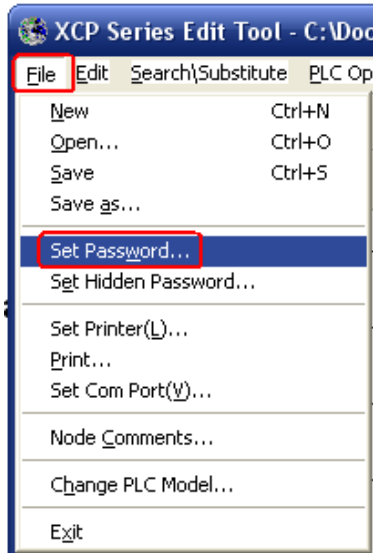 XCP Series Edit Tool - C:\Doc
File Edit Search\Substitute PLC Op
New Ctrl+N
Open... Ctrl+O
Save Ctrl+S
Save as...
Set Password...
Set Hidden Password...
Set Printer(L)...
Print...
Set Com Port(V)...
Node Comments...
Change PLC Model...
Exit